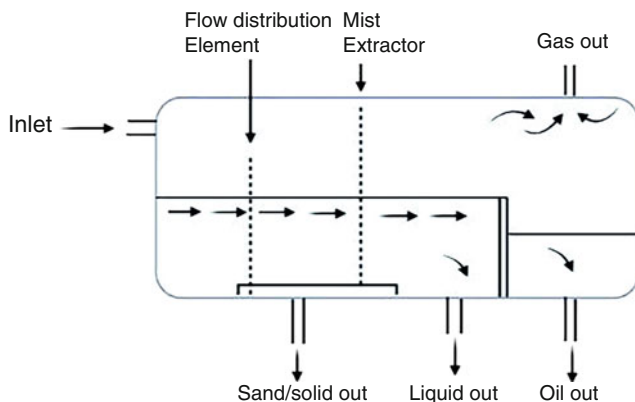 Flow distribution
Element
Mist
Extractor
Gas out
Inlet
Sand/solid out
Liquid out
Oil out